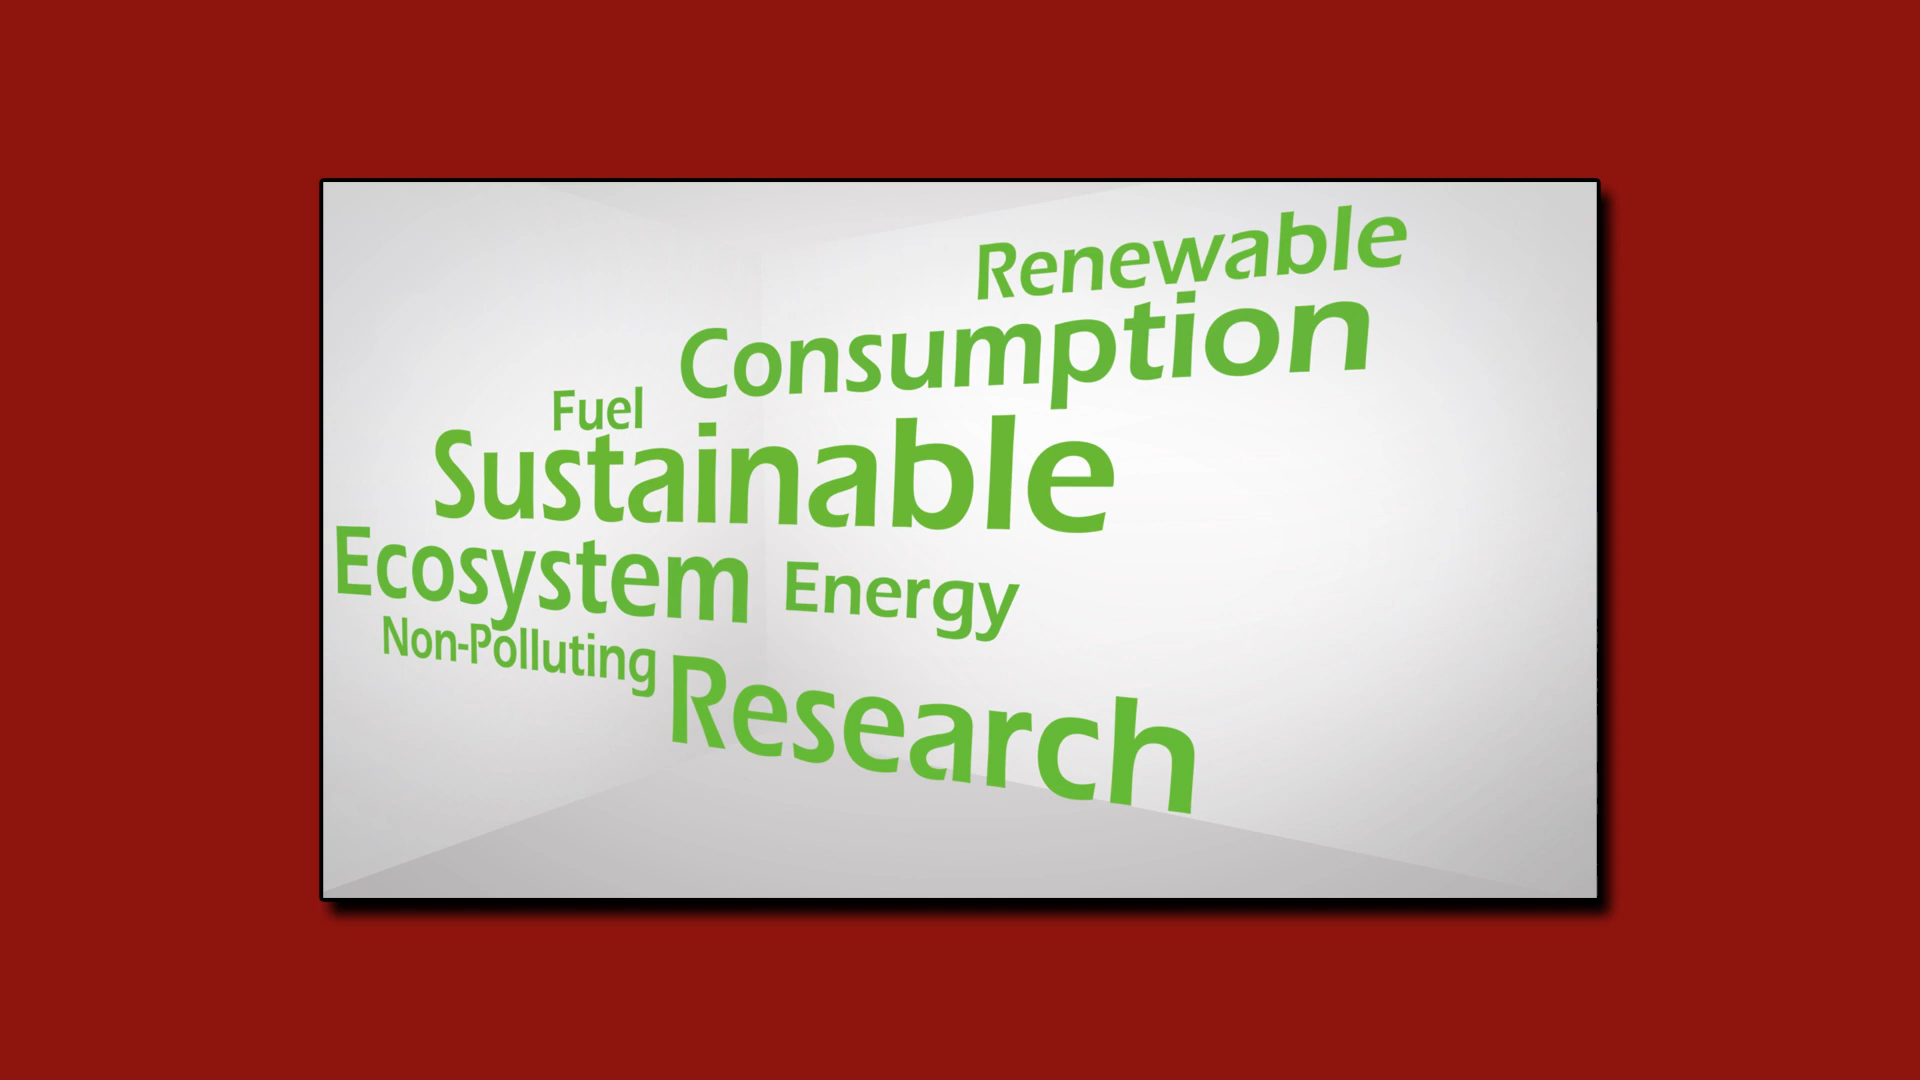 Renewable
Consumption
Fuel
Sustainable
Ecosystem Energy
Non-Polluting
Research